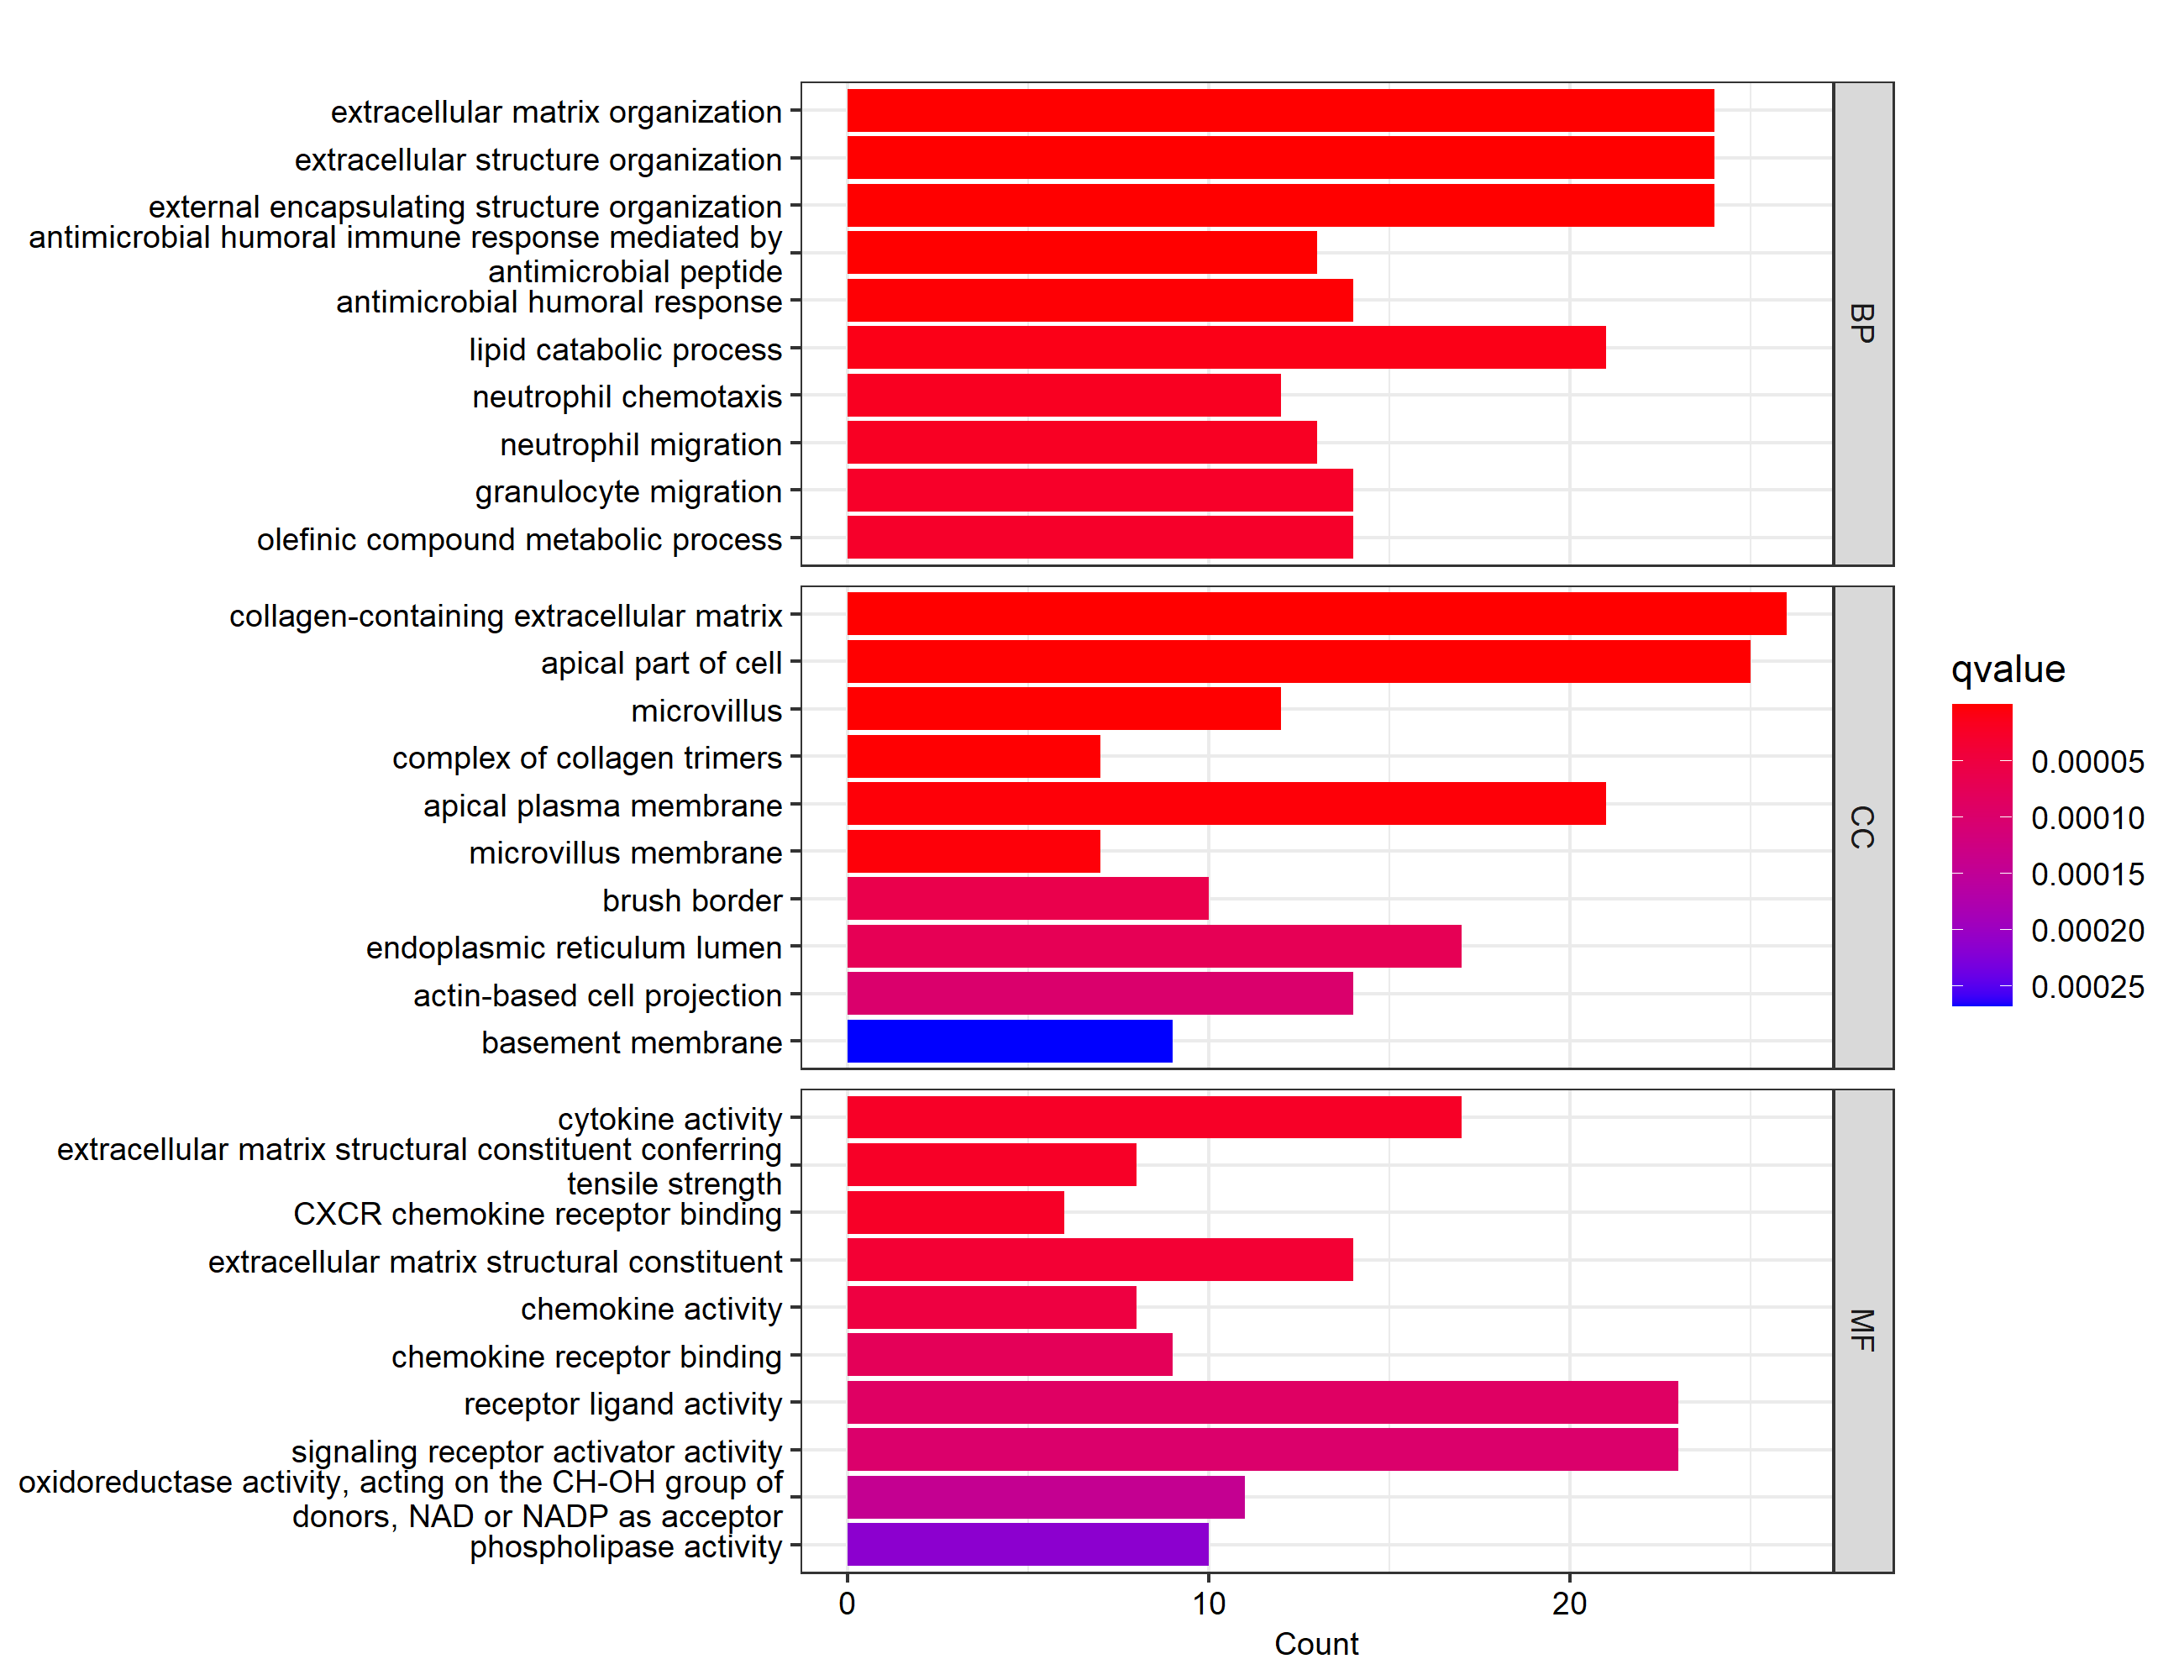 extracellular matrix organization
extracellular structure organization
external encapsulating structure organization
antimicrobial humoral immune response mediated by
antimicrobial peptide
antimicrobial humoral response
lipid catabolic process
neutrophil chemotaxis
neutrophil migration
granulocyte migration
olefinic compound metabolic process
BP
collagen-containing extracellular matrix
apical part of cell
microvillus
complex of collagen trimers
apical plasma membrane
microvillus membrane
brush border
endoplasmic reticulum lumen
actin-based cell projection
basement membrane
CC
cytokine activity
extracellular matrix structural constituent conferring
tensile strength
CXCR chemokine receptor binding
extracellular matrix structural constituent
chemokine activity
chemokine receptor binding
receptor ligand activity
signaling receptor activator activity
oxidoreductase activity, acting on the CH-OH group of
donors, NAD or NADP as acceptor
phospholipase activity
MF
0 10 20
Count
qvalue
0.00005
0.00010
0.00015
0.00020
0.00025